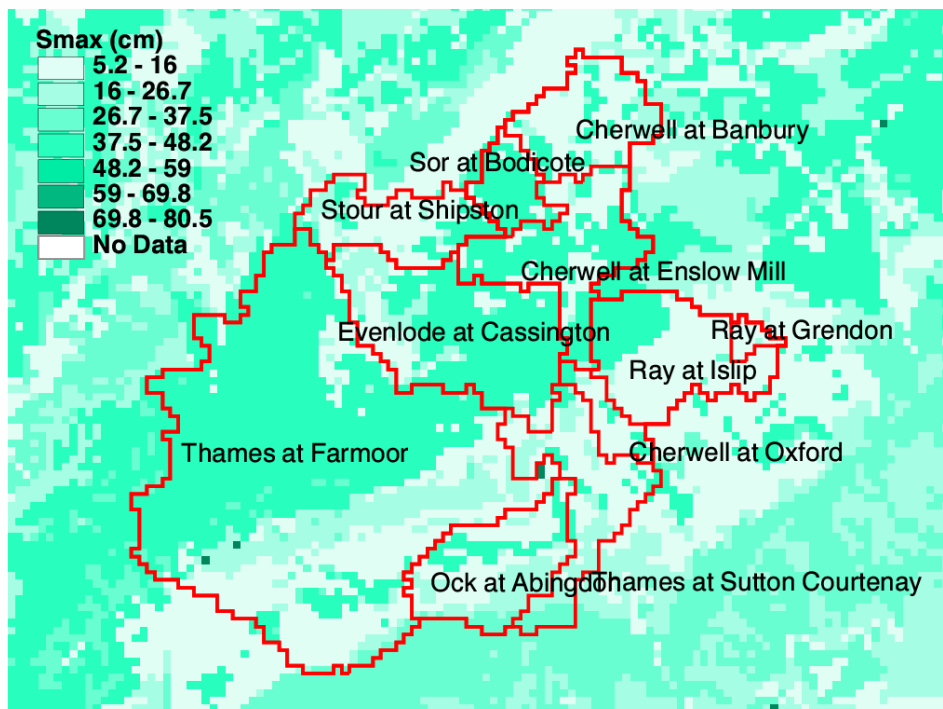 Smax (cm)
5.2 - 16
16 - 26.7
26.7 - 37.5
37.5 - 48.2
48.2 - 59
59 - 69.8
69.8 - 80.5
No Data
Cherwell at Banbury
Sor at Bodicote
Stour at Shipston
Cherwell at Enslow Mill
Evenlode at Cassington
Ray at Grendon
Ray at Islip
Thames at Farmoor
Cherwell at Oxford
Ock at Abingdon
Thames at Sutton Courtenay